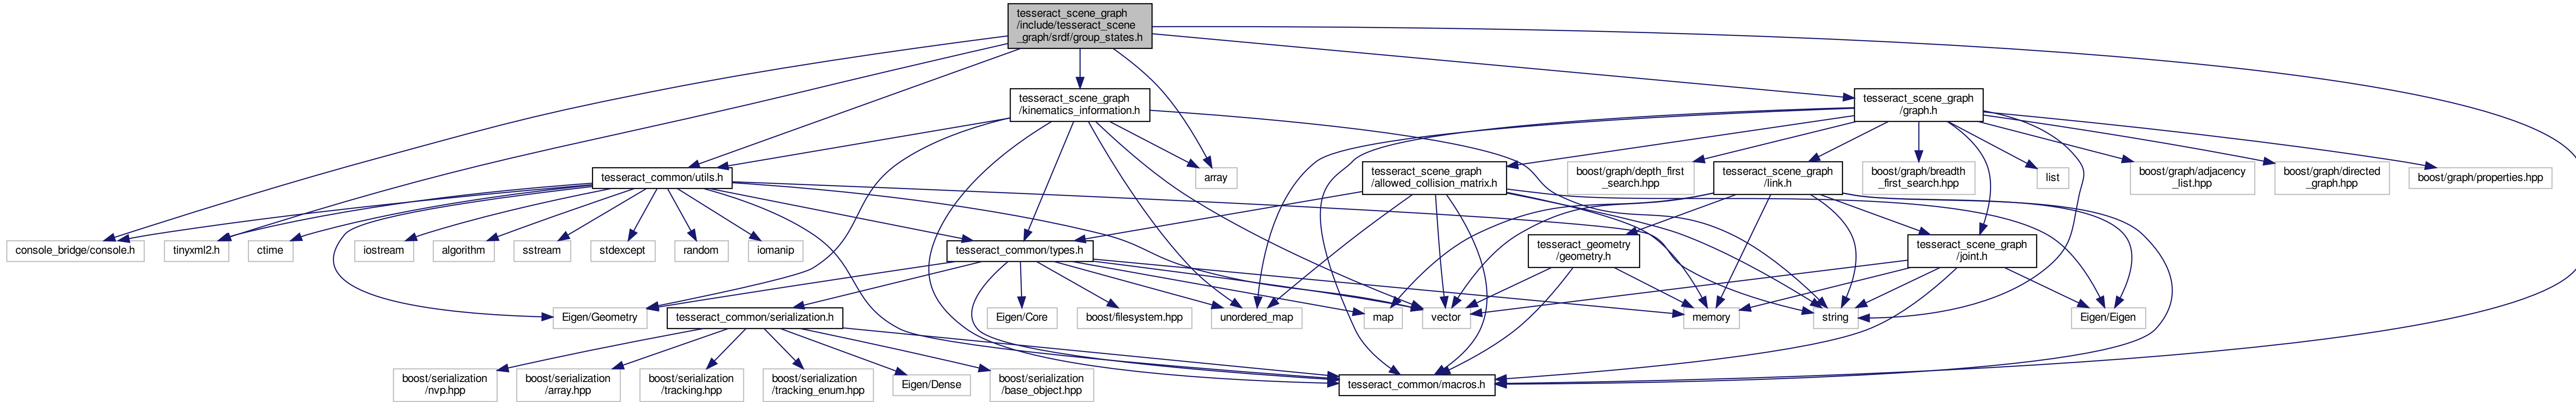 tesseract_scene_graph
/include/tesseract_scene
_graph/srdf/group_states.h
tesseract_scene_graph
/kinematics_information.h
tesseract_scene_graph
/graph.h
tesseract_common/utils.h
array
tesseract_scene_graph
/allowed_collision_matrix.h
boost/graph/depth_first
_search.hpp
tesseract_scene_graph
/link.h
boost/graph/breadth
_first_search.hpp
list
boost/graph/adjacency
_list.hpp
boost/graph/directed
_graph.hpp
boost/graph/properties.hpp
console_bridge/console.h
tinyxml2.h
ctime
iostream
algorithm
sstream
stdexcept
random
iomanip
tesseract_common/types.h
tesseract_geometry
/geometry.h
tesseract_scene_graph
/joint.h
Eigen/Geometry
tesseract_common/serialization.h
Eigen/Core
boost/filesystem.hpp
unordered_map
map
vector
memory
string
Eigen/Eigen
boost/serialization
/nvp.hpp
boost/serialization
/array.hpp
boost/serialization
/tracking.hpp
boost/serialization
/tracking_enum.hpp
Eigen/Dense
boost/serialization
/base_object.hpp
tesseract_common/macros.h